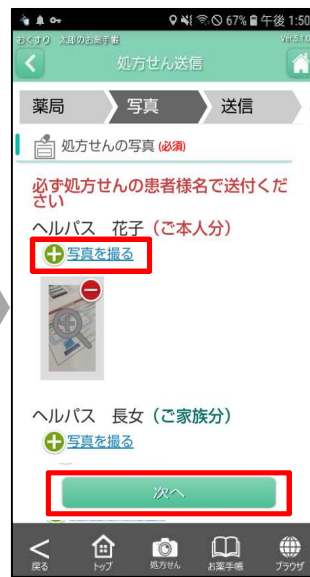 67% 午後 1:50
おくすり 太郎のお薬手帳 Ver.5.1.0
処方せん送信
薬局 写真 送信
処方せんの写真 (必須)
必ず処方せんの患者様名で送付くだ
さい
ヘルパス 花子 (ご本人分)
写真を撮る
ヘルパス 長女 (ご家族分)
写真を撮る
次へ
戻る トップ 処方せん お薬手帳 ブラウザ